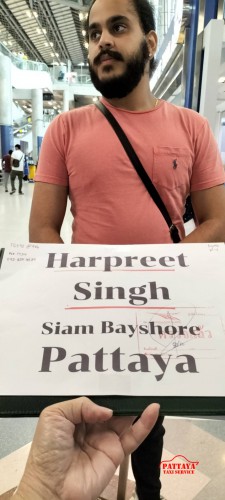 Harpreet
Singh
Siam Bayshore
Pattaya
PATTAYA
TAXI SERVICE